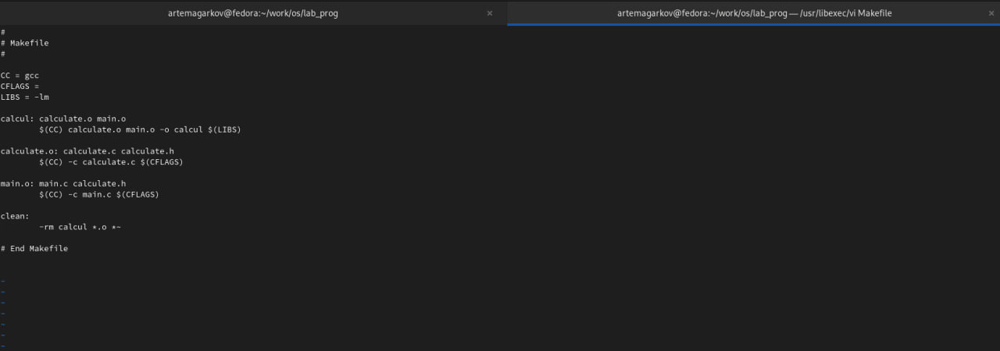 artemagarkov@fedora:~/work/os/lab_prog ×
artemagarkov@fedora:~/work/os/lab_prog — /usr/libexec/vi Makefile ×
#
# Makefile
#
CC = gcc
CFLAGS =
LIBS = -lm
calcul: calculate.o main.o
        $(CC) calculate.o main.o -o calcul $(LIBS)
calculate.o: calculate.c calculate.h
        $(CC) -c calculate.c $(CFLAGS)
main.o: main.c calculate.h
        $(CC) -c main.c $(CFLAGS)
clean:
        -rm calcul *.o *~
# End Makefile
~
~
~
~
~
~
~